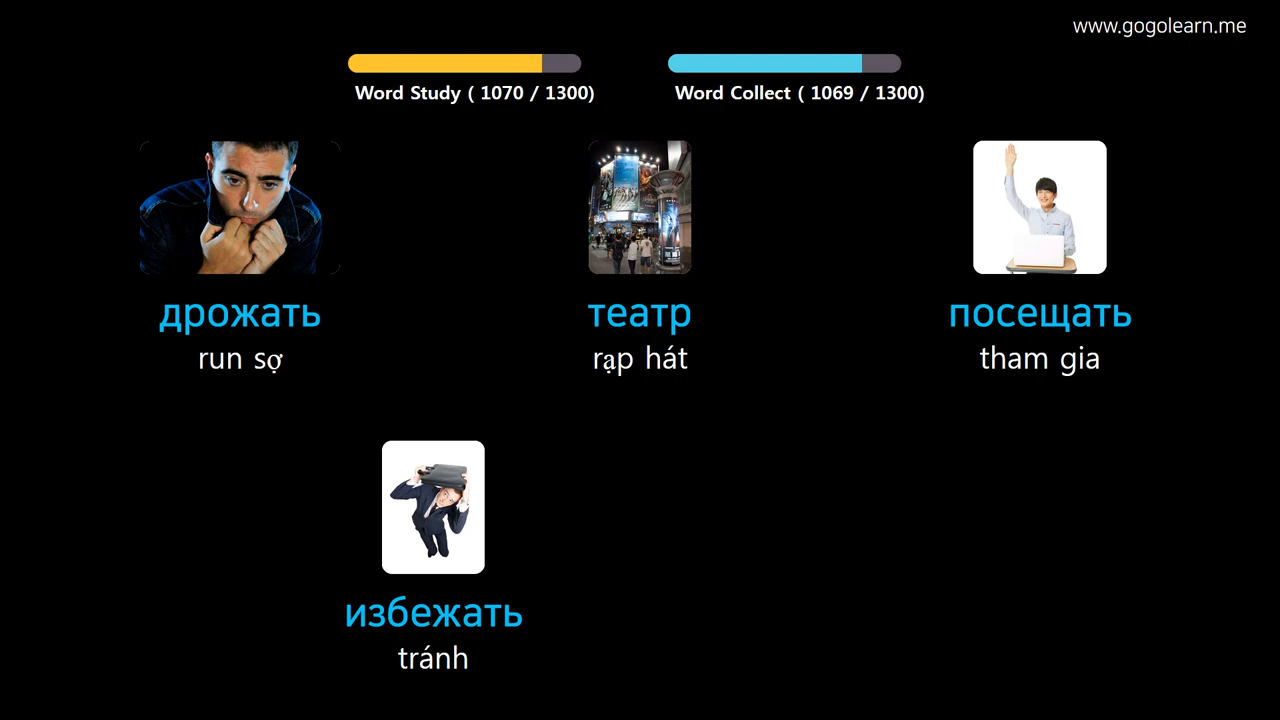 www.gogolearn.me
Word Study ( 1070 / 1300)
Word Collect ( 1069 / 1300)
дрожать
run sợ
театр
rạp hát
посещать
tham gia
избежать
tránh